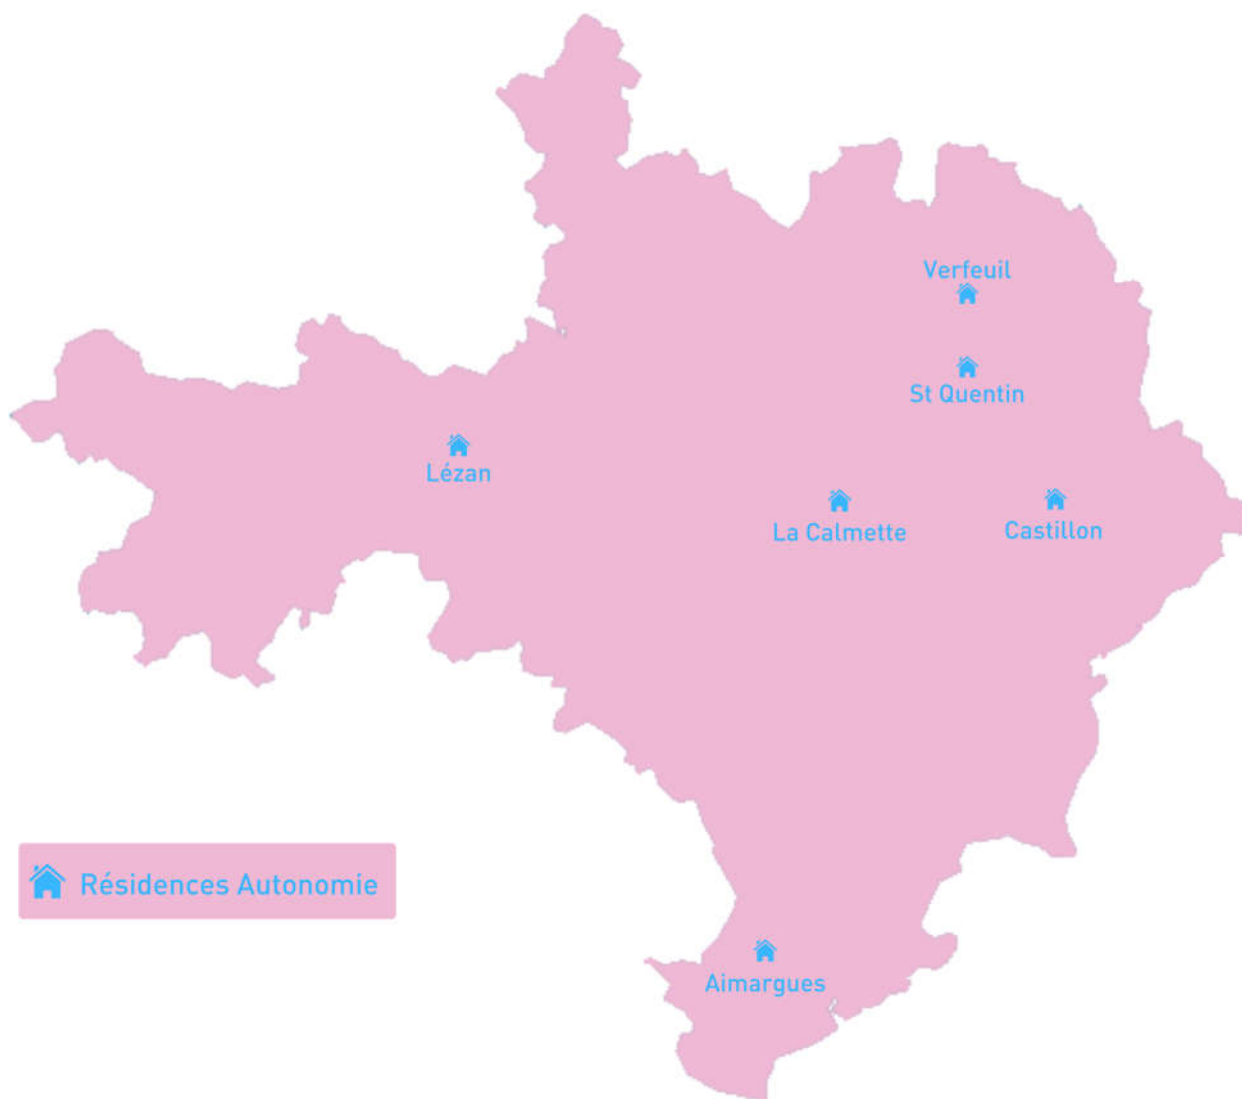 Verfeuil
St Quentin
Lézan
La Calmette
Castillon
Résidences Autonomie
Aimargues